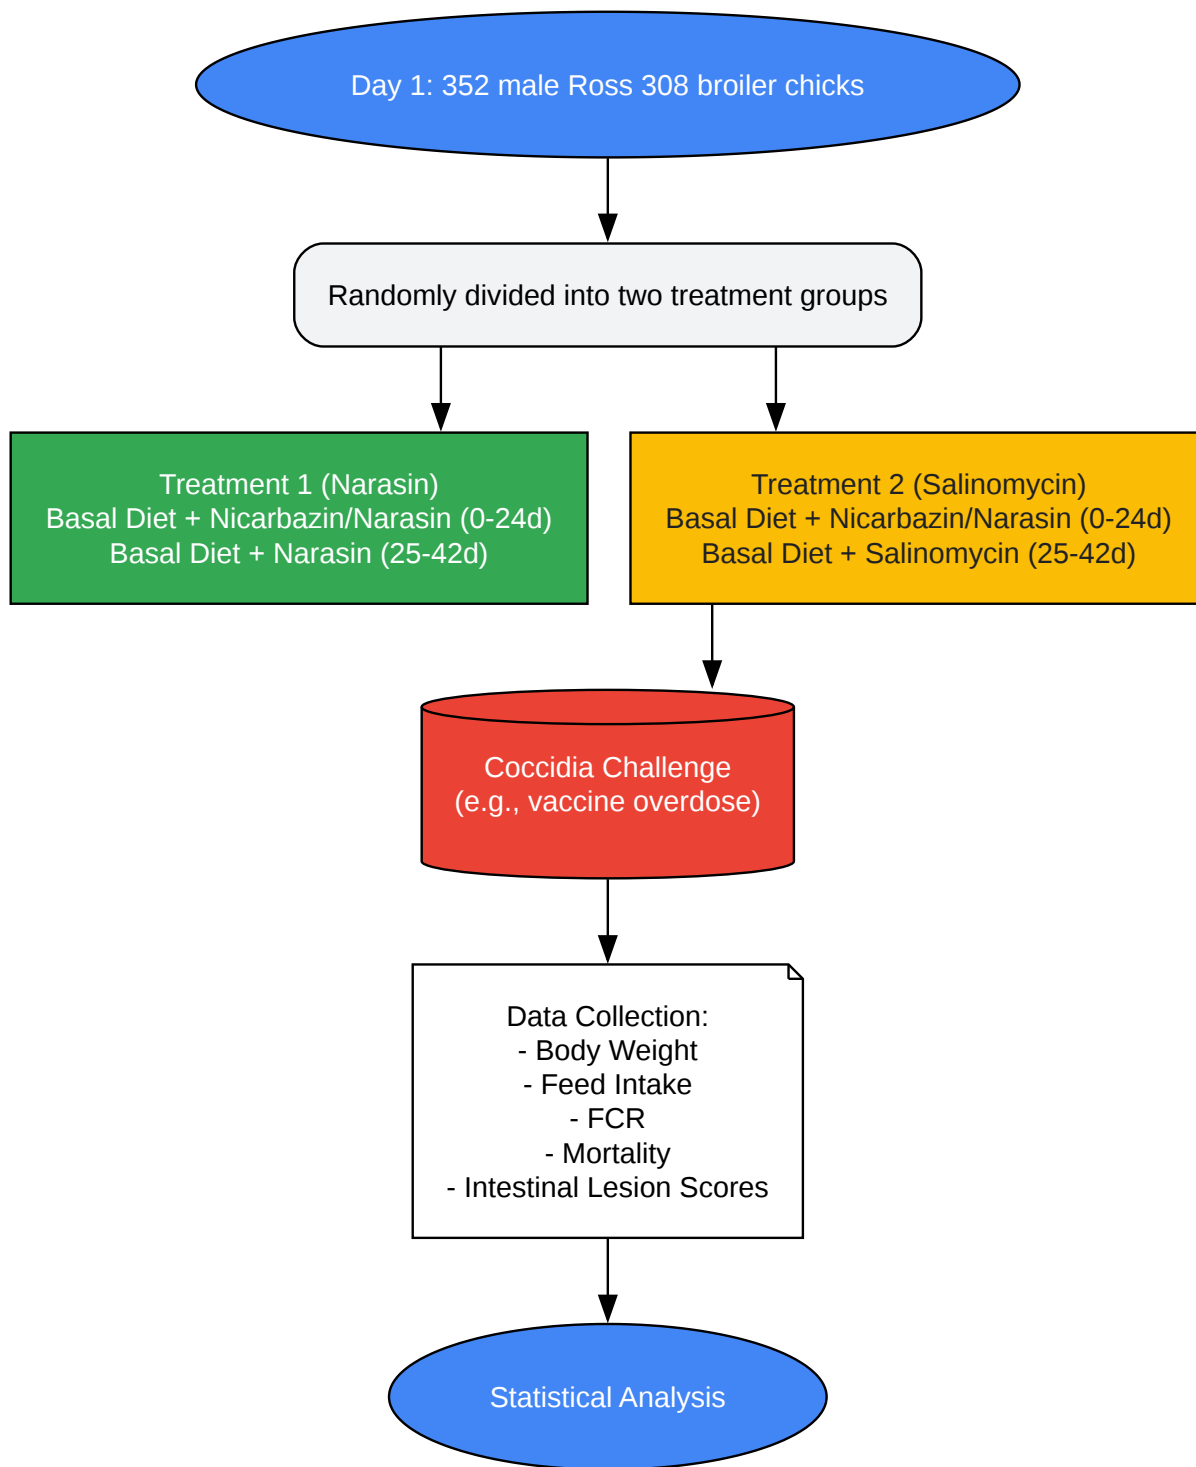 Day 1: 352 male Ross 308 broiler chicks
Randomly divided into two treatment groups
Treatment 1 (Narasin)
Basal Diet + Nicarbazin/Narasin (0-24d)
Basal Diet + Narasin (25-42d)
Treatment 2 (Salinomycin)
Basal Diet + Nicarbazin/Narasin (0-24d)
Basal Diet + Salinomycin (25-42d)
Coccidia Challenge
(e.g., vaccine overdose)
Data Collection:
- Body Weight
- Feed Intake
- FCR
- Mortality
- Intestinal Lesion Scores
Statistical Analysis